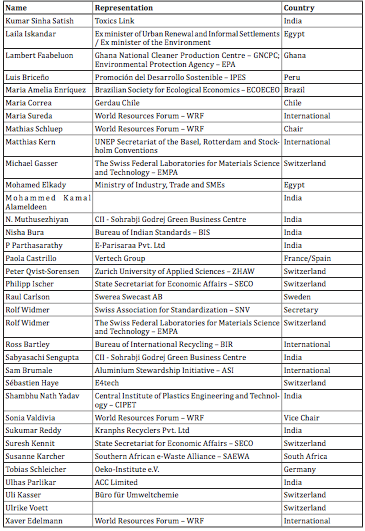 Name Representation Country
Kumar Sinha Satish Toxics Link India
Laila Iskandar Ex minister of Urban Renewal and Informal Settlements Egypt
/ Ex minister of the Environment
Lambert Faabeluon Ghana National Cleaner Production Centre – GNCPC; Ghana
Environmental Protection Agency – EPA
Luis Briceño Promoción del Desarrollo Sostenible – IPES Peru
Maria Amelia Enríquez Brazilian Society for Ecological Economics – ECOECEO Brazil
Maria Correa Gerdau Chile Chile
Maria Sureda World Resources Forum – WRF International
Mathias Schluep World Resources Forum – WRF Chair
Matthias Kern UNEP Secretariat of the Basel, Rotterdam and Stock- International
holm Conventions
Michael Gasser The Swiss Federal Laboratories for Materials Science Switzerland
and Technology – EMPA
Mohamed Elkady Ministry of Industry, Trade and SMEs Egypt
Mohammed Kamal India
Alameldeen
N. Muthusezhiyan CII - Sohrabji Godrej Green Business Centre India
Nisha Bura Bureau of Indian Standards – BIS India
P Parthasarathy E-Parisaraa Pvt. Ltd India
Paola Castrillo Vertech Group France/Spain
Peter Qvist-Sorensen Zurich University of Applied Sciences – ZHAW Switzerland
Philipp Ischer State Secretariat for Economic Affairs – SECO Switzerland
Raul Carlson Swerea Swecast AB Sweden
Rolf Widmer Swiss Association for Standardization – SNV Secretary
Rolf Widmer The Swiss Federal Laboratories for Materials Science Switzerland
and Technology – EMPA
Ross Bartley Bureau of International Recycling – BIR International
Sabyasachi Sengupta CII - Sohrabji Godrej Green Business Centre India
Sam Brumale Aluminium Stewardship Initiative – ASI International
Sébastien Haye E4tech Switzerland
Shambhu Nath Yadav Central Institute of Plastics Engineering and Technol- India
ogy – CIPET
Sonia Valdivia World Resources Forum – WRF Vice Chair
Sukumar Reddy Kranphs Recyclers Pvt. Ltd India
Suresh Kennit State Secretariat for Economic Affairs – SECO Switzerland
Susanne Karcher Southern African e-Waste Alliance – SAEWA South Africa
Tobias Schleicher Oeko-Institute e.V. Germany
Ulhas Parlikar ACC Limited India
Uli Kasser Büro für Umweltchemie Switzerland
Ulrike Voett Switzerland
Xaver Edelmann World Resources Forum – WRF International